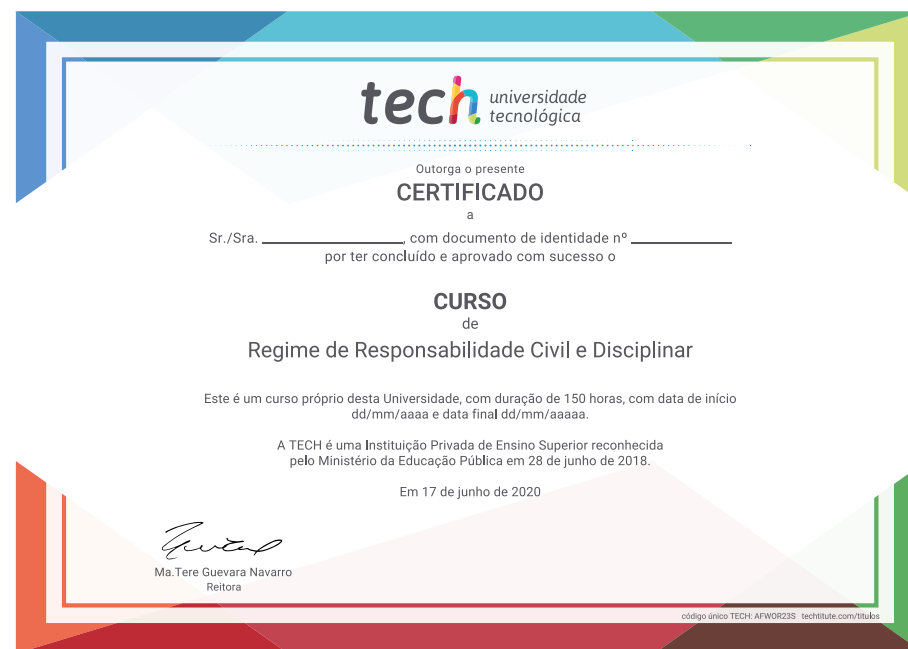 tech universidade
tecnológica
Outorga o presente
CERTIFICADO
a
Sr./Sra. ________________, com documento de identidade nº ____________
por ter concluído e aprovado com sucesso o
CURSO
de
Regime de Responsabilidade Civil e Disciplinar
Este é um curso próprio desta Universidade, com duração de 150 horas, com data de início
dd/mm/aaaa e data final dd/mm/aaaaa.
A TECH é uma Instituição Privada de Ensino Superior reconhecida
pelo Ministério da Educação Pública em 28 de junho de 2018.
Em 17 de junho de 2020
Ma.Tere Guevara Navarro
Reitora
código único TECH: AFWOR23S techtitute.com/titulos